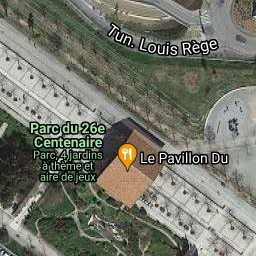 Tun. Louis Rège
Parc du 26e
Centenaire
Parc, 4 jardins
à thème et
aire de jeux
Le Pavillon Du